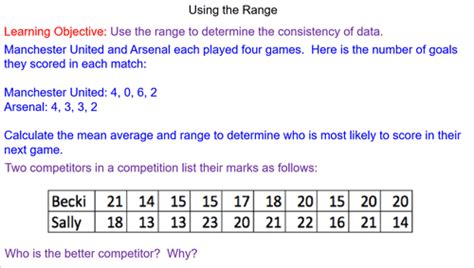 Using the Range
Learning Objective: Use the range to determine the consistency of data.
Manchester United and Arsenal each played four games. Here is the number of goals
they scored in each match:
Manchester United: 4, 0, 6, 2
Arsenal: 4, 3, 3, 2
Calculate the mean average and range to determine who is most likely to score in their
next game.
Two competitors in a competition list their marks as follows:
Becki 21 14 15 15 17 18 20 15 20 20
Sally 18 13 13 23 20 21 22 16 21 14
Who is the better competitor? Why?